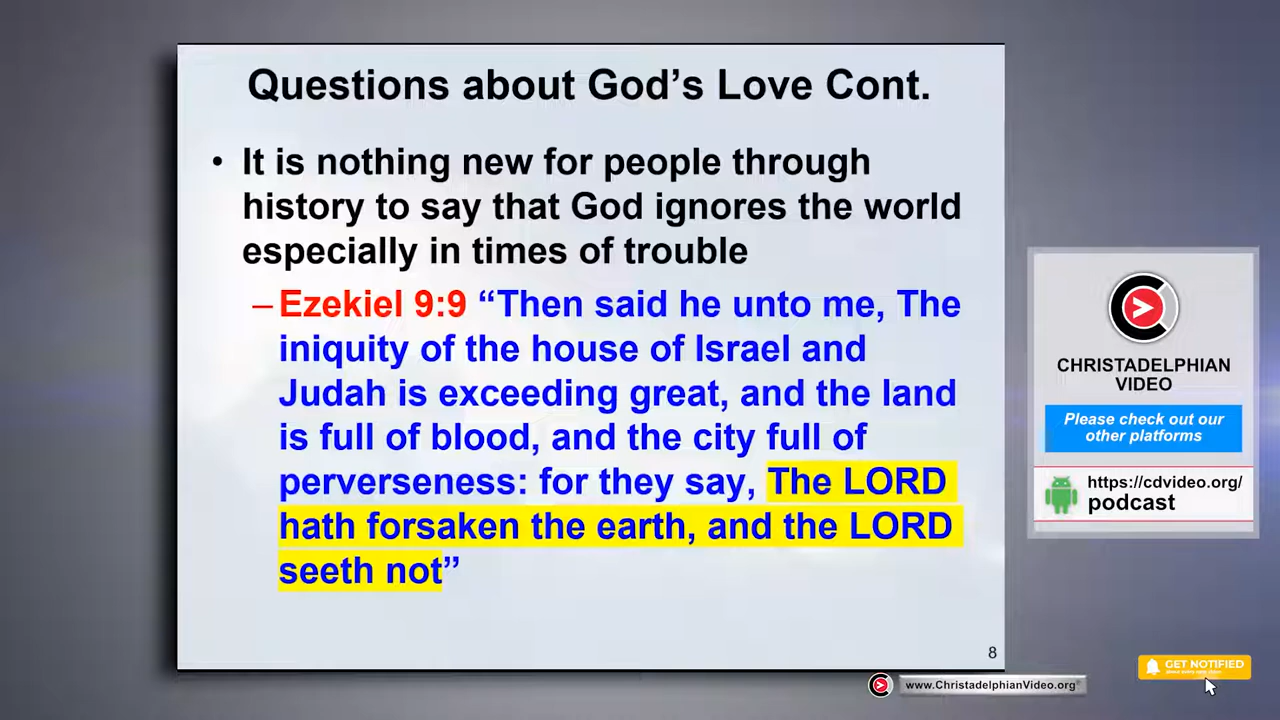 Questions about God's Love Cont.
• It is nothing new for people through
history to say that God ignores the world
especially in times of trouble
– Ezekiel 9:9 “Then said he unto me, The
iniquity of the house of Israel and
Judah is exceeding great, and the land
is full of blood, and the city full of
perverseness: for they say, The LORD
hath forsaken the earth, and the LORD
seeth not”
8
CHRISTADELPHIAN
VIDEO
Please check out our
other platforms
https://cdvideo.org/
podcast
GET NOTIFIED
www.ChristadelphianVideo.org